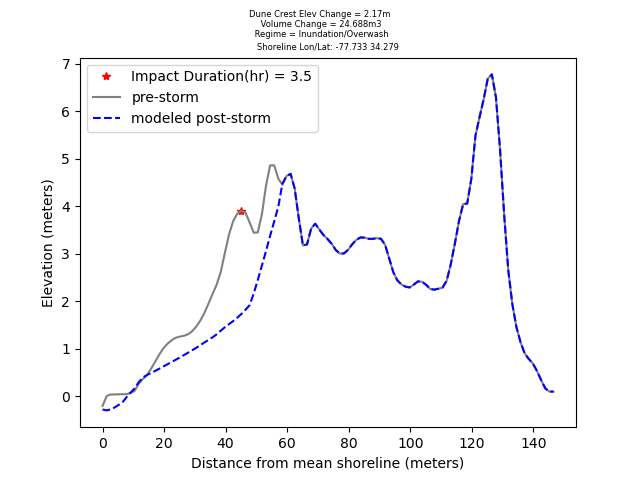 Dune Crest Elev Change = 2.17m
Volume Change = 24.688m3
Regime = Inundation/Overwash
Shoreline Lon/Lat: -77.733 34.279
Impact Duration(hr) = 3.5
pre-storm
modeled post-storm
Elevation (meters)
7
6
5
4
3
2
1
0
0 20 40 60 80 100 120 140
Distance from mean shoreline (meters)